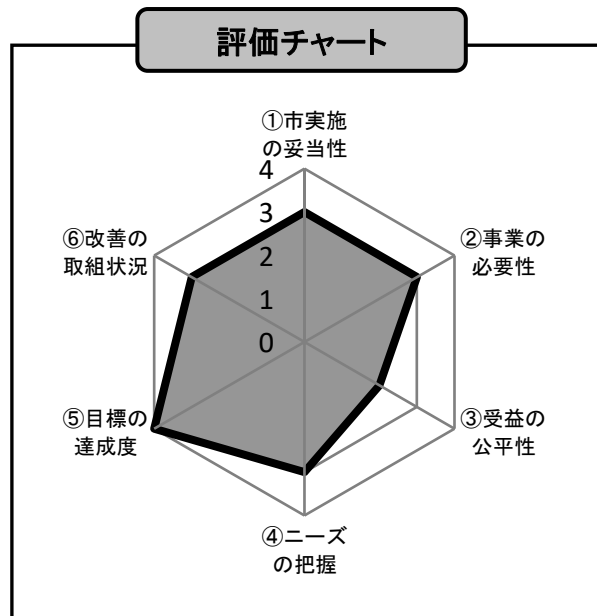 評価チャート
①市実施
の妥当性
4
3
2
1
0
②事業の
必要性
③受益の
公平性
④ニーズ
の把握
⑤目標の
達成度
⑥改善の
取組状況